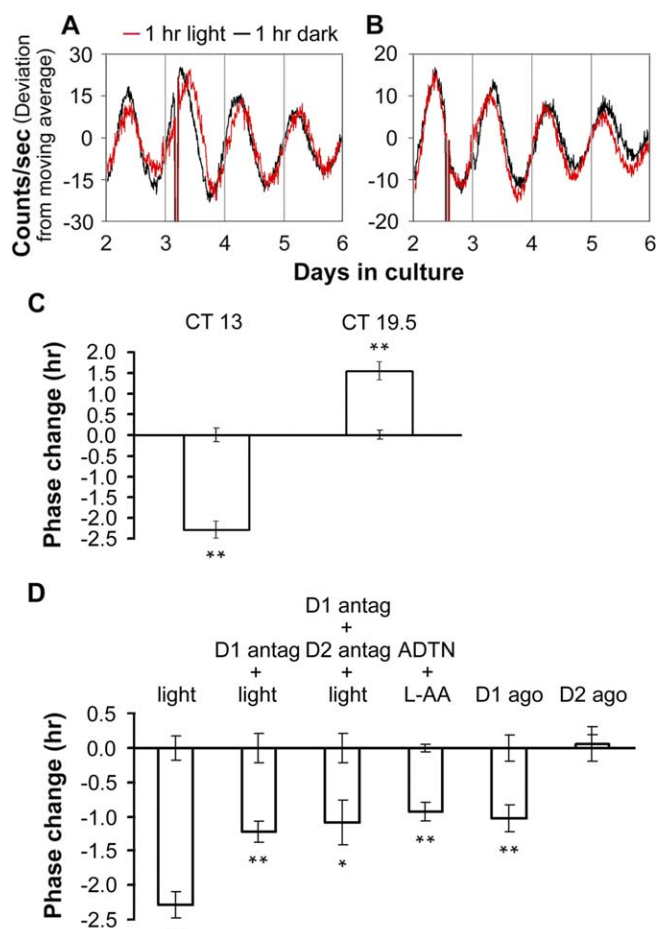 A
1 hr light
1 hr dark
B
Counts/sec (Deviation
from moving average)
30
15
0
-15
-30
2 3 4 5 6
20
10
0
-10
-20
2 3 4 5 6
Days in culture
C
CT 13 CT 19.5
Phase change (hr)
2.0
1.5
1.0
0.5
0.0
-0.5
-1.0
-1.5
-2.0
-2.5
**
**
D
D1 antag
+
D1 antag D2 antag ADTN
+ + +
light light light L-AA D1 ago D2 ago
Phase change (hr)
0.5
0.0
-0.5
-1.0
-1.5
-2.0
-2.5
** * ** **